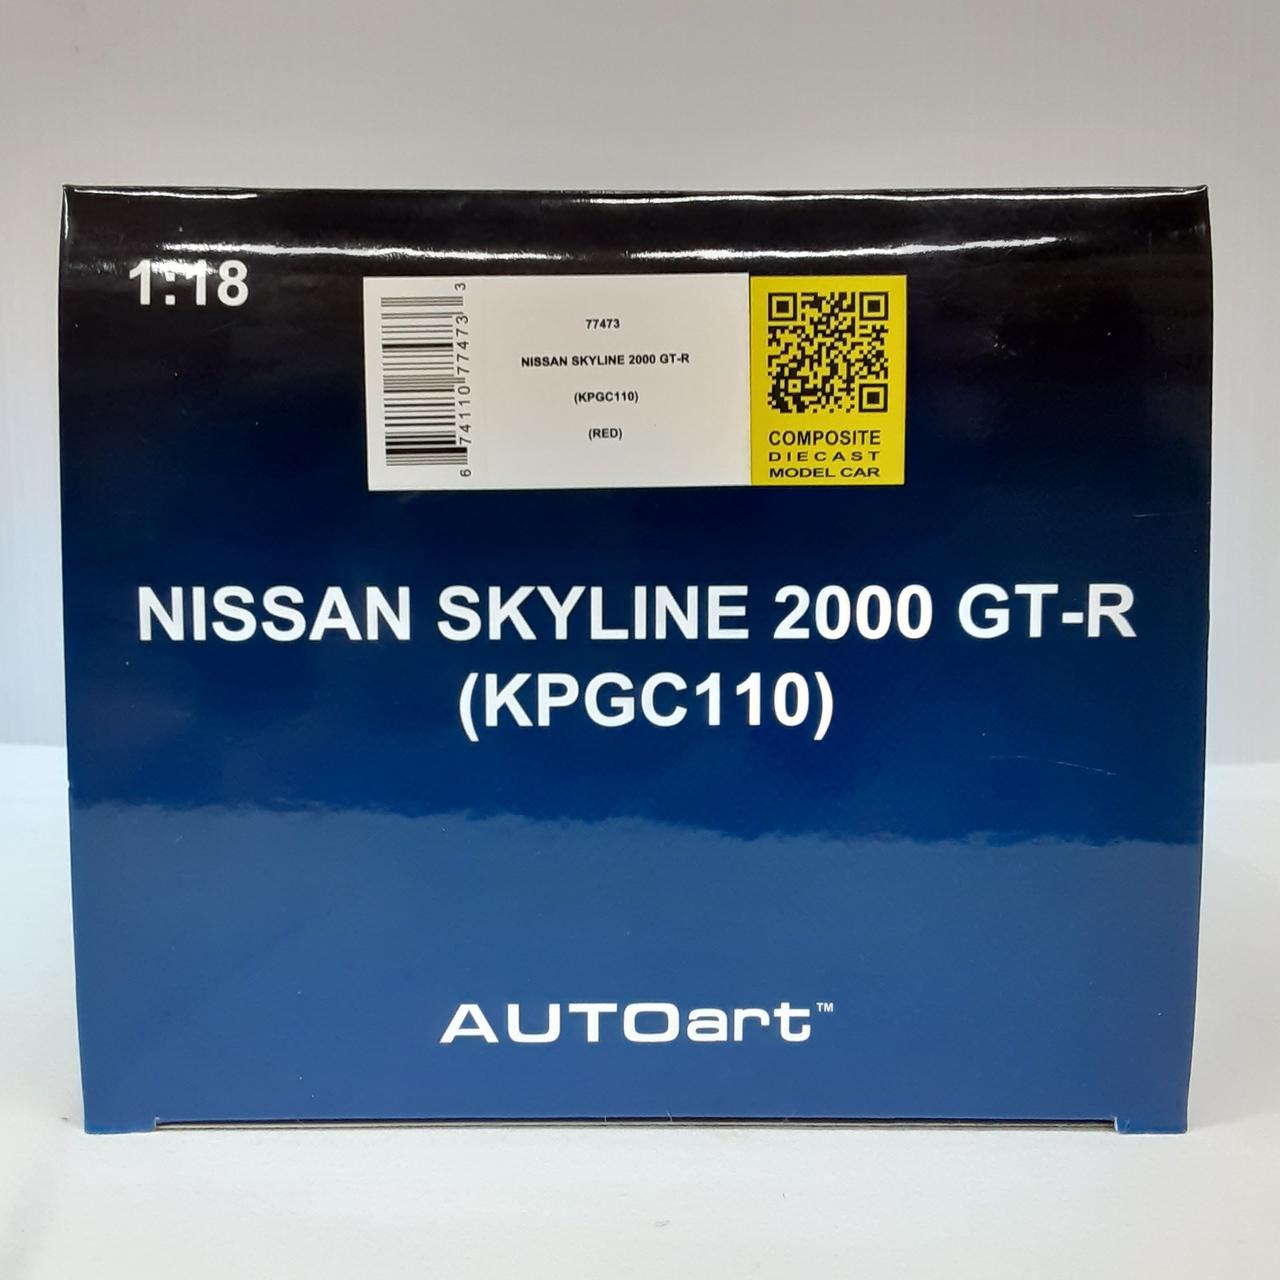 1:18
6 74110 77473 3
77473
NISSAN SKYLINE 2000 GT-R
(KPGC110)
(RED)
COMPOSITE
DIECAST
MODEL CAR
NISSAN SKYLINE 2000 GT-R
(KPGC110)
AUTOart™